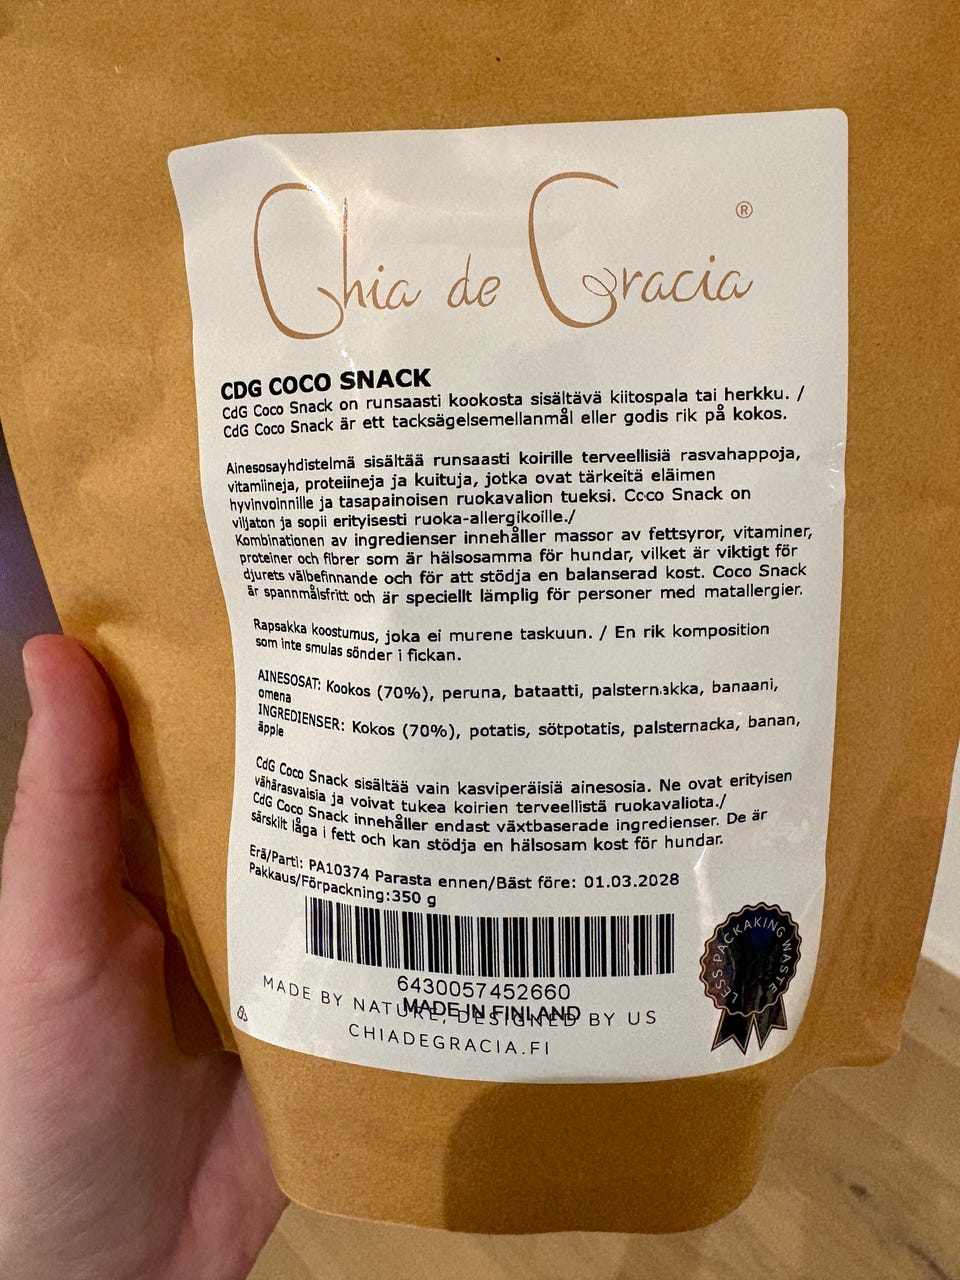 Chia de Gracia ®
CDG COCO SNACK
CdG Coco Snack on runsaasti kookosta sisältävä kiitospala tai herkku. /
CdG Coco Snack är ett tacksägelsemellanmål eller godis rik på kokos.
Ainesosayhdistelmä sisältää runsaasti koirille terveellisiä rasvahappoja,
vitamiineja, proteiineja ja kuituja, jotka ovat tärkeitä eläimen
hyvinvoinnille ja tasapainoisen ruokavalion tueksi. Coco Snack on
viljaton ja sopii erityisesti ruoka-allergikoille./
Kombinationen av ingredienser innehåller massor av fettsyror, vitaminer,
proteiner och fibrer som är hälsosamma för hundar, vilket är viktigt för
djurets välbefinnande och för att stödja en balanserad kost. Coco Snack
är spannmålsfritt och är speciellt lämplig för personer med matallergier.
Rapsakka koostumus, joka ei murene taskuun. / En rik komposition
som inte smulas sönder i fickan.
AINESOSAT: Kookos (70%), peruna, bataatti, palsternakka, banaani,
omena
INGREDIENSER: Kokos (70%), potatis, sötpotatis, palsternacka, banan,
äpple
CdG Coco Snack sisältää vain kasviperäisiä ainesosia. Ne ovat erityisen
vähärasvaisia ja voivat tukea koirien terveellistä ruokavaliota./
CdG Coco Snack innehåller endast växtbaserade ingredienser. De är
särskilt låga i fett och kan stödja en hälsosam kost för hundar.
Erä/Parti: PA10374 Parasta ennen/Bäst före: 01.03.2028
Pakkaus/Förpackning:350 g
6430057452660
MADE IN FINLAND
MADE BY NATURE, DESIGNED BY US
CHIADEGRACIA.FI
LESS PACKAKING WASTE